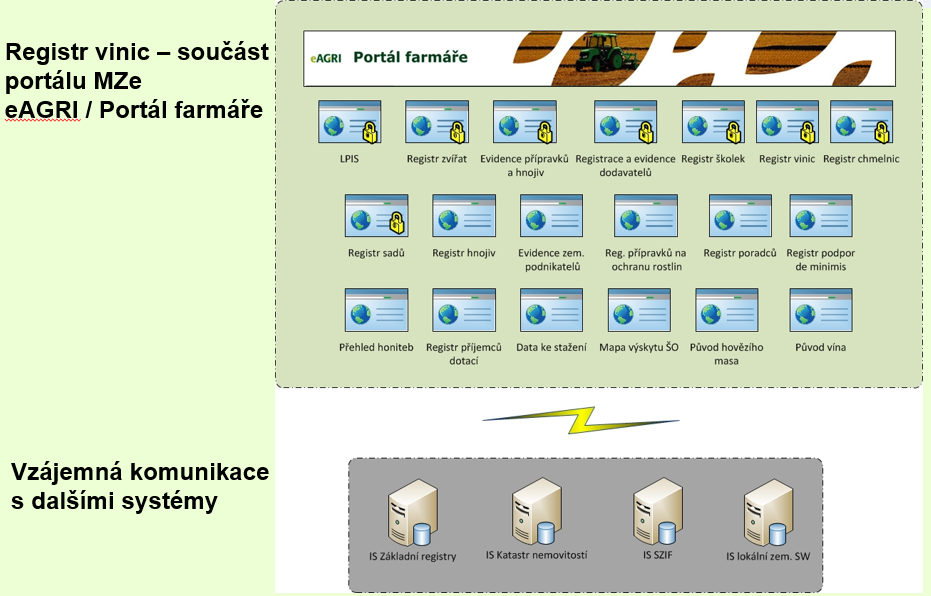 Registr vinic – součást
portálu MZe
eAGRI / Portál farmáře
eAGRI Portál farmáře
LPIS
Registr zvířat
Evidence přípravků
a hnojiv
Registrace a evidence
dodavatelů
Registr školek
Registr vinic
Registr chmelnic
Registr sadů
Registr hnojiv
Evidence zem.
podnikatelů
Reg. přípravků na
ochranu rostlin
Registr poradců
Registr podpor
de minimis
Přehled honiteb
Registr příjemců
dotací
Data ke stažení
Mapa výskytu ŠO
Původ hovězího
masa
Původ vína
Vzájemná komunikace
s dalšími systémy
IS Základní registry
IS Katastr nemovitostí
IS SZIF
IS lokální zem. SW